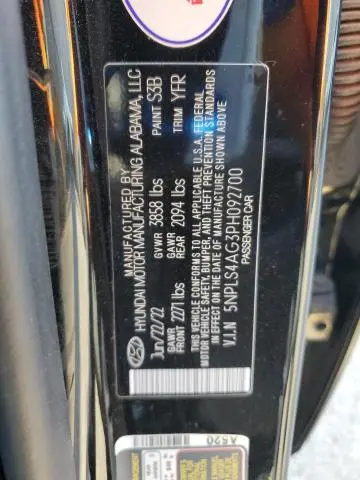 MANUFACTURED BY
HYUNDAI MOTOR MANUFACTURING ALABAMA, LLC
Jun/22/22 GVWR 3858 lbs PAINT S3B
GAWR FRONT 2271 lbs GAWR REAR 2094 lbs TRIM YFR
THIS VEHICLE CONFORMS TO ALL APPLICABLE U.S.A. FEDERAL
MOTOR VEHICLE SAFETY, BUMPER, AND THEFT PREVENTION STANDARDS
IN EFFECT ON THE DATE OF MANUFACTURE SHOWN ABOVE
V.I.N 5NPLS4AG3PH092700
PASSENGER CAR
A520